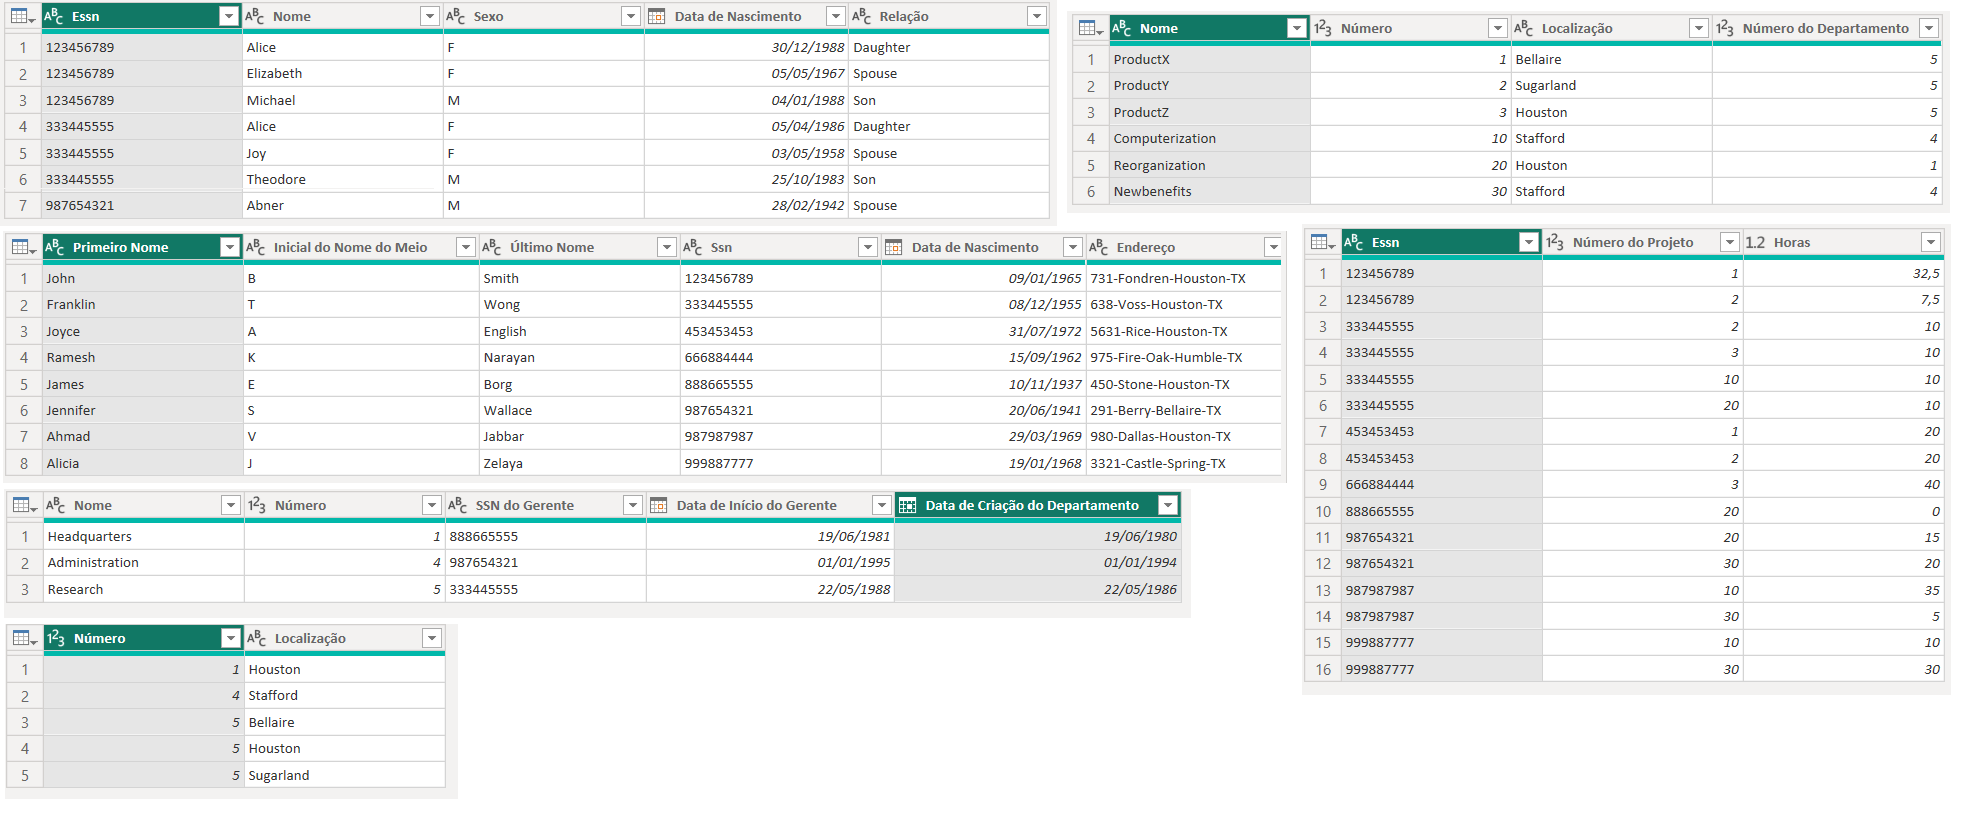 Essn Nome Sexo Data de Nascimento Relação
1 123456789 Alice F 30/12/1988 Daughter
2 123456789 Elizabeth F 05/05/1967 Spouse
3 123456789 Michael M 04/01/1988 Son
4 333445555 Alice F 05/04/1986 Daughter
5 333445555 Joy F 03/05/1958 Spouse
6 333445555 Theodore M 25/10/1983 Son
7 987654321 Abner M 28/02/1942 Spouse
Nome Número Localização Número do Departamento
1 ProductX 1 Bellaire 5
2 ProductY 2 Sugarland 5
3 ProductZ 3 Houston 5
4 Computerization 10 Stafford 4
5 Reorganization 20 Houston 1
6 Newbenefits 30 Stafford 4
Primeiro Nome Inicial do Nome do Meio Último Nome Ssn Data de Nascimento Endereço
1 John B Smith 123456789 09/01/1965 731-Fondren-Houston-TX
2 Franklin T Wong 333445555 08/12/1955 638-Voss-Houston-TX
3 Joyce A English 453453453 31/07/1972 5631-Rice-Houston-TX
4 Ramesh K Narayan 666884444 15/09/1962 975-Fire-Oak-Humble-TX
5 James E Borg 888665555 10/11/1937 450-Stone-Houston-TX
6 Jennifer S Wallace 987654321 20/06/1941 291-Berry-Bellaire-TX
7 Ahmad V Jabbar 987987987 29/03/1969 980-Dallas-Houston-TX
8 Alicia J Zelaya 999887777 19/01/1968 3321-Castle-Spring-TX
Essn Número do Projeto 1.2 Horas
1 123456789 1 32,5
2 123456789 2 7,5
3 333445555 2 10
4 333445555 3 10
5 333445555 10 10
6 333445555 20 10
7 453453453 1 20
8 453453453 2 20
9 666884444 3 40
10 888665555 20 0
11 987654321 20 15
12 987654321 30 20
13 987987987 10 35
14 987987987 30 5
15 999887777 10 10
16 999887777 30 30
Nome Número SSN do Gerente Data de Início do Gerente Data de Criação do Departamento
1 Headquarters 1 888665555 19/06/1981 19/06/1980
2 Administration 4 987654321 01/01/1995 01/01/1994
3 Research 5 333445555 22/05/1988 22/05/1986
Número Localização
1 1 Houston
2 4 Stafford
3 5 Bellaire
4 5 Houston
5 5 Sugarland